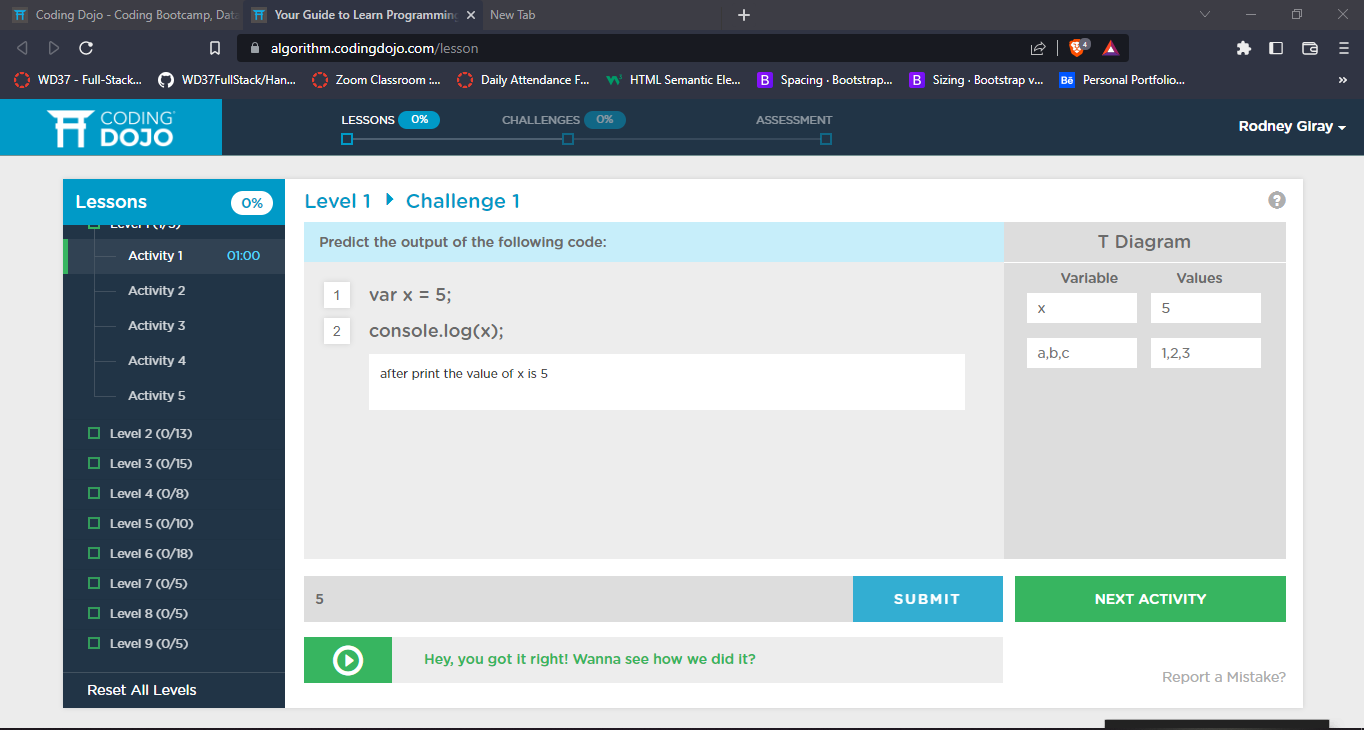 Coding Dojo - Coding Bootcamp, Data
Your Guide to Learn Programming
New Tab
algorithm.codingdojo.com/lesson
4
WD37 - Full-Stack...
WD37FullStack/Han...
Zoom Classroom :...
Daily Attendance F...
HTML Semantic Ele...
B Spacing · Bootstrap...
B Sizing · Bootstrap v...
Bē Personal Portfolio...
»
CODING DOJO
LESSONS 0%
CHALLENGES 0%
ASSESSMENT
Rodney Giray
Lessons 0%
Level 1 (1/5)
Activity 1 01:00
Activity 2
Activity 3
Activity 4
Activity 5
Level 2 (0/13)
Level 3 (0/15)
Level 4 (0/8)
Level 5 (0/10)
Level 6 (0/18)
Level 7 (0/5)
Level 8 (0/5)
Level 9 (0/5)
Reset All Levels
Level 1 Challenge 1
?
Predict the output of the following code:
1 var x = 5;
2 console.log(x);
after print the value of x is 5
T Diagram
Variable Values
x 5
a,b,c 1,2,3
5
SUBMIT
NEXT ACTIVITY
Hey, you got it right! Wanna see how we did it?
Report a Mistake?